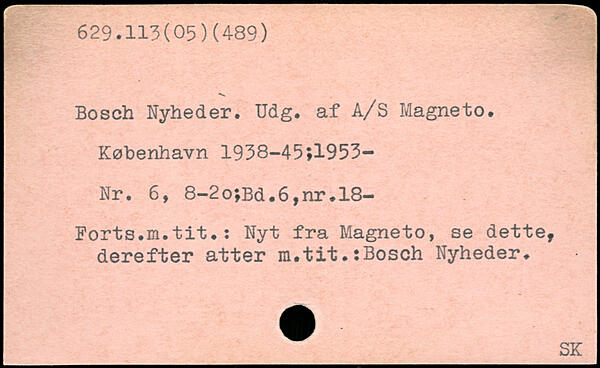 629.113(05)(489)
Bosch Nyheder. Udg. af A/S Magneto.
København 1938-45;1953-
Nr. 6, 8-2o;Bd.6,nr.18-
Forts.m.tit.: Nyt fra Magneto, se dette,
derefter atter m.tit.:Bosch Nyheder.
SK